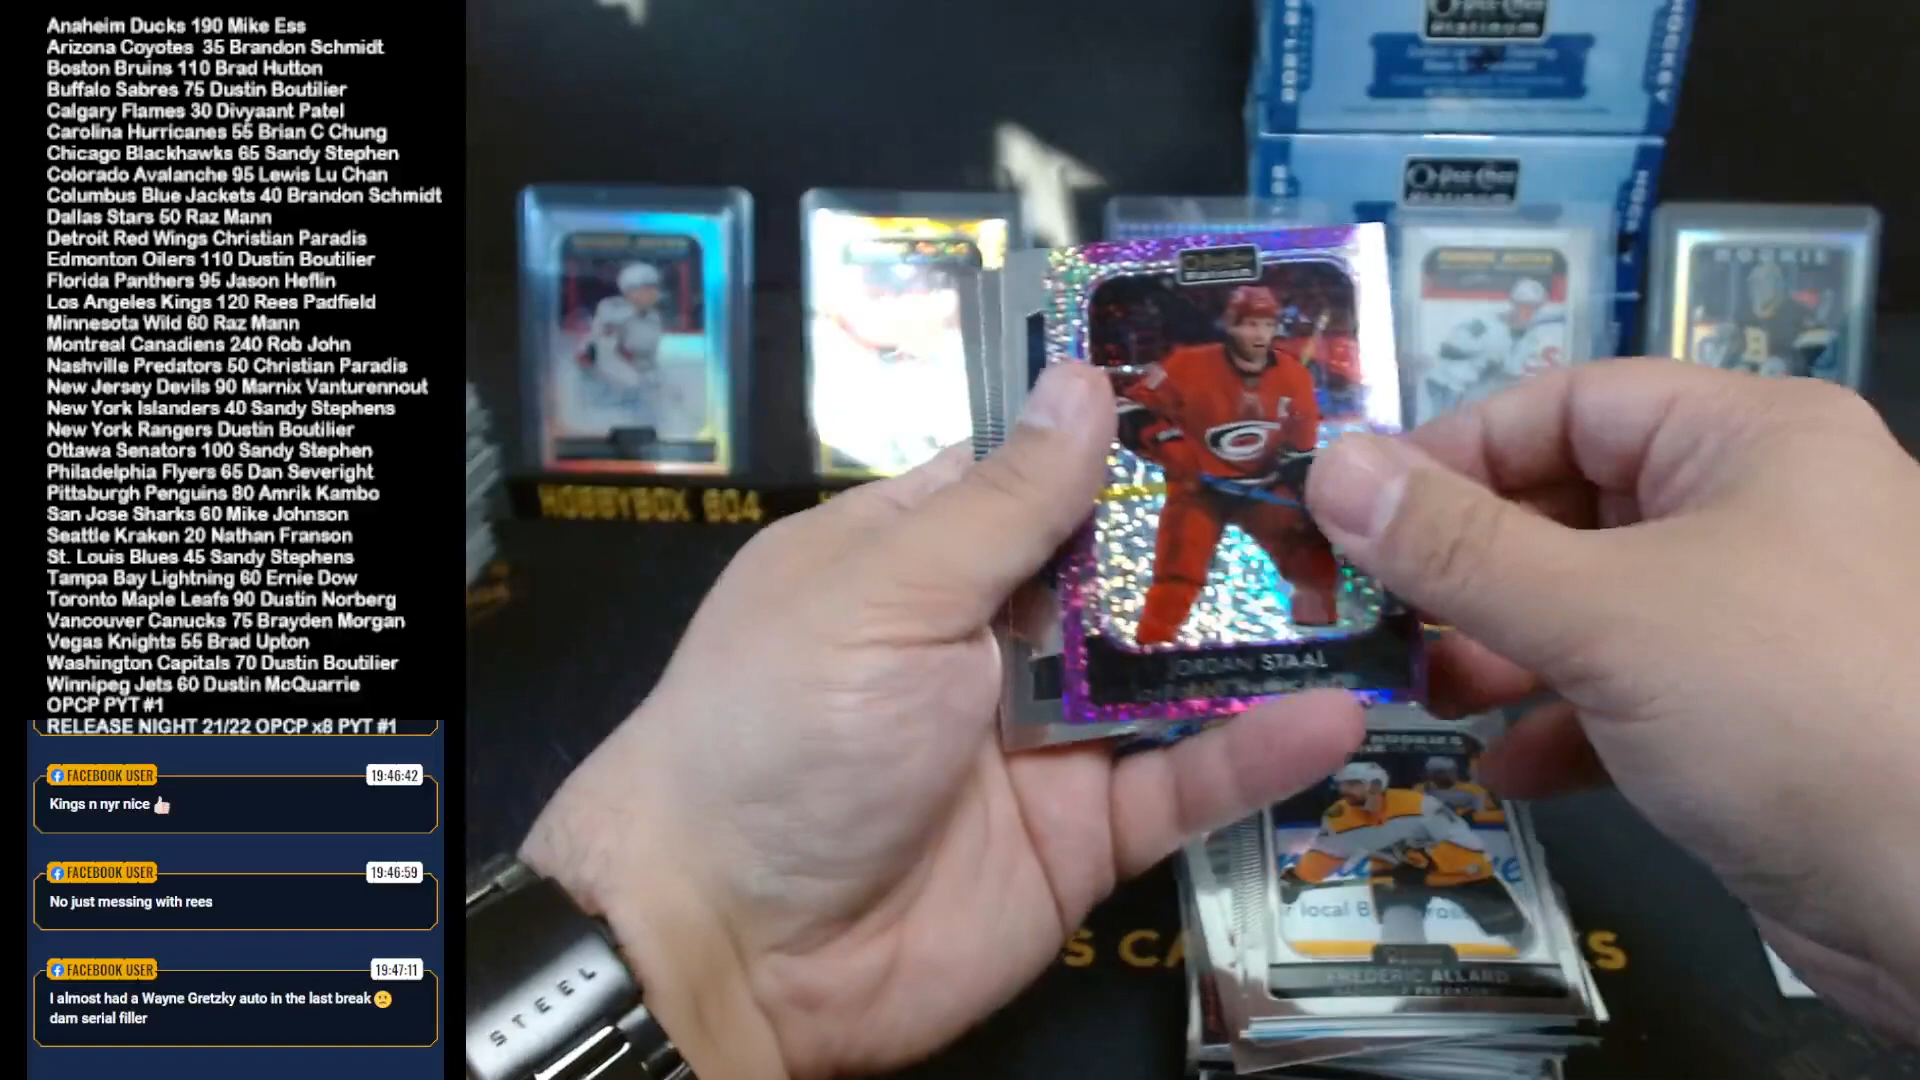 Anaheim Ducks 190 Mike Ess
Arizona Coyotes 35 Brandon Schmidt
Boston Bruins 110 Brad Hutton
Buffalo Sabres 75 Dustin Boutilier
Calgary Flames 30 Divyaant Patel
Carolina Hurricanes 55 Brian C Chung
Chicago Blackhawks 65 Sandy Stephen
Colorado Avalanche 95 Lewis Lu Chan
Columbus Blue Jackets 40 Brandon Schmidt
Dallas Stars 50 Raz Mann
Detroit Red Wings Christian Paradis
Edmonton Oilers 110 Dustin Boutilier
Florida Panthers 95 Jason Heflin
Los Angeles Kings 120 Rees Padfield
Minnesota Wild 60 Raz Mann
Montreal Canadiens 240 Rob John
Nashville Predators 50 Christian Paradis
New Jersey Devils 90 Marnix Vanturennout
New York Islanders 40 Sandy Stephens
New York Rangers Dustin Boutilier
Ottawa Senators 100 Sandy Stephen
Philadelphia Flyers 65 Dan Severight
Pittsburgh Penguins 80 Amrik Kambo
San Jose Sharks 60 Mike Johnson
Seattle Kraken 20 Nathan Franson
St. Louis Blues 45 Sandy Stephens
Tampa Bay Lightning 60 Ernie Dow
Toronto Maple Leafs 90 Dustin Norberg
Vancouver Canucks 75 Brayden Morgan
Vegas Knights 55 Brad Upton
Washington Capitals 70 Dustin Boutilier
Winnipeg Jets 60 Dustin McQuarrie
OPCP PYT #1
RELEASE NIGHT 21/22 OPCP x8 PYT #1
FACEBOOK USER 19:46:42
Kings n nyr nice 👍🏻
FACEBOOK USER 19:46:59
No just messing with rees
FACEBOOK USER 19:47:11
I almost had a Wayne Gretzky auto in the last break 🙁
dam serial filler
O-Pee-Chee
Platinum
O-Pee-Chee
Platinum
HOCKEY
ROOKIE
HOBBYBOX 604
JORDAN STAAL
r local B
FREDERIC ALLARD
STEEL
S CA
KS